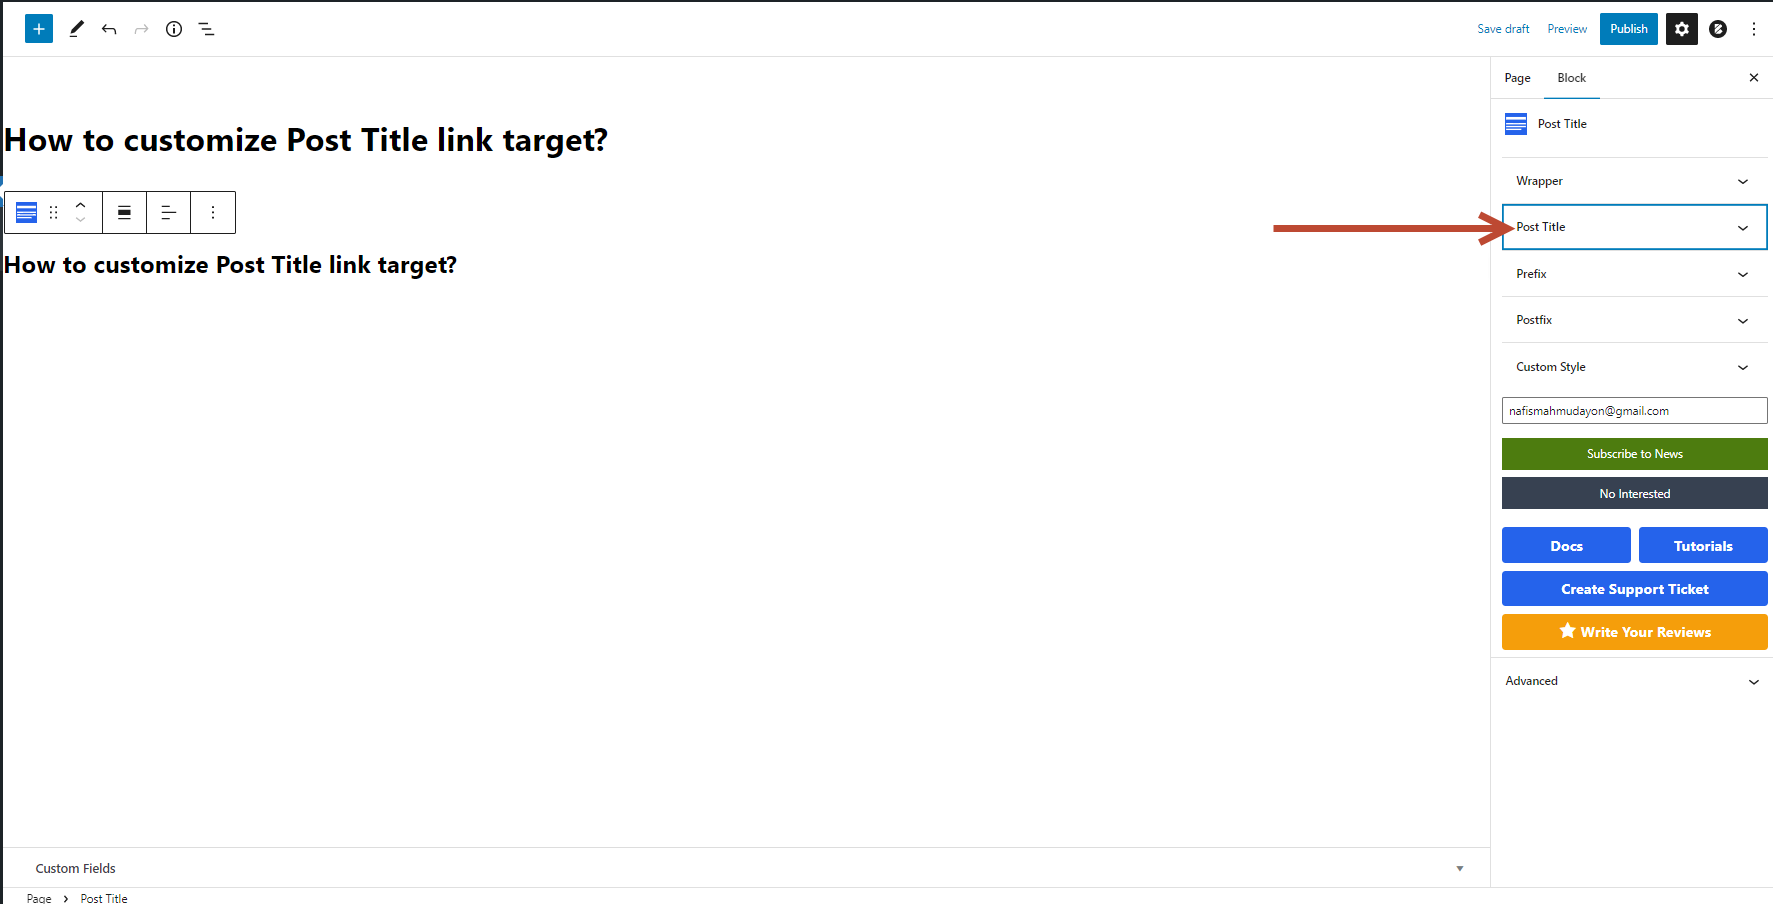 Save draft Preview Publish
Page Block
Post Title
How to customize Post Title link target?
Wrapper
Post Title
How to customize Post Title link target?
Prefix
Postfix
Custom Style
nafismahmudayon@gmail.com
Subscribe to News
No Interested
Docs Tutorials
Create Support Ticket
Write Your Reviews
Advanced
Custom Fields
Page Post Title